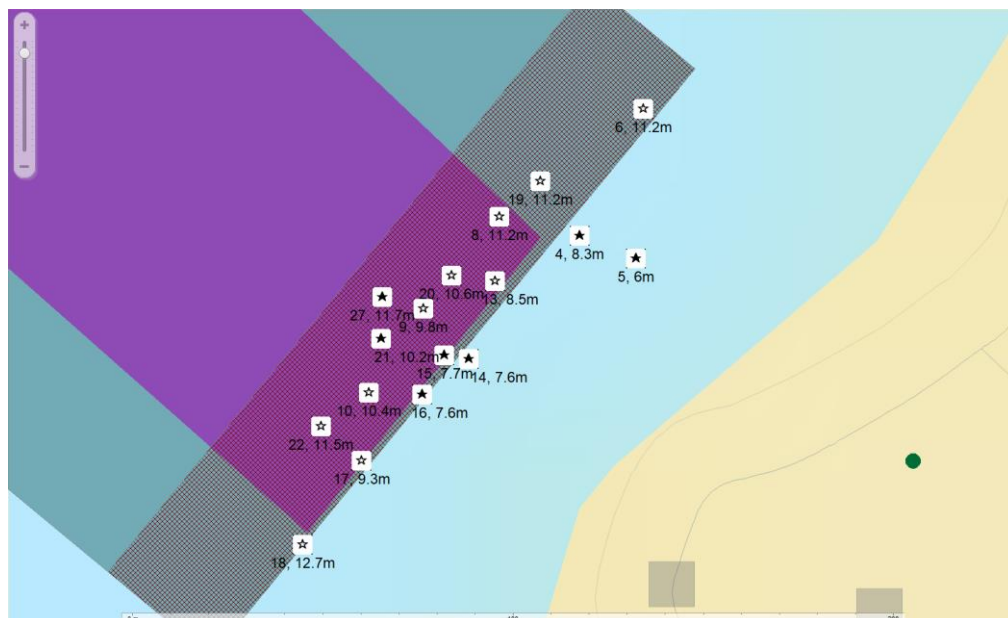 6, 11.2m
19, 11.2m
8, 11.2m
4, 8.3m
5, 6m
20, 10.6m
13, 8.5m
27, 11.7m
9, 9.8m
21, 10.2m
15, 7.7m
14, 7.6m
10, 10.4m
16, 7.6m
22, 11.5m
17, 9.3m
18, 12.7m